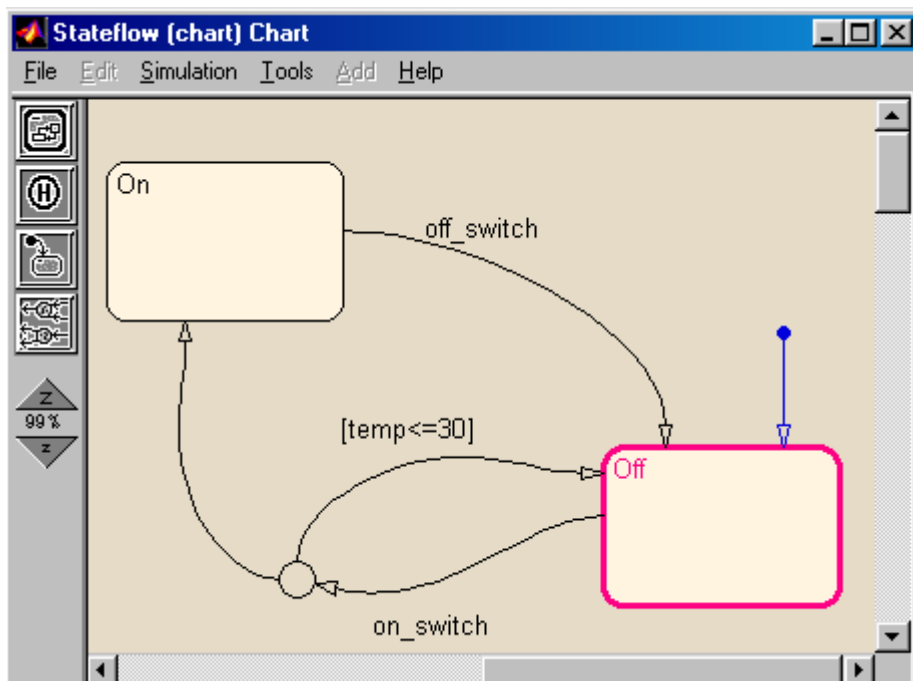 Stateflow (chart) Chart
File Edit Simulation Tools Add Help
On
off_switch
[temp<=30]
Off
on_switch
H
Z
99%
z